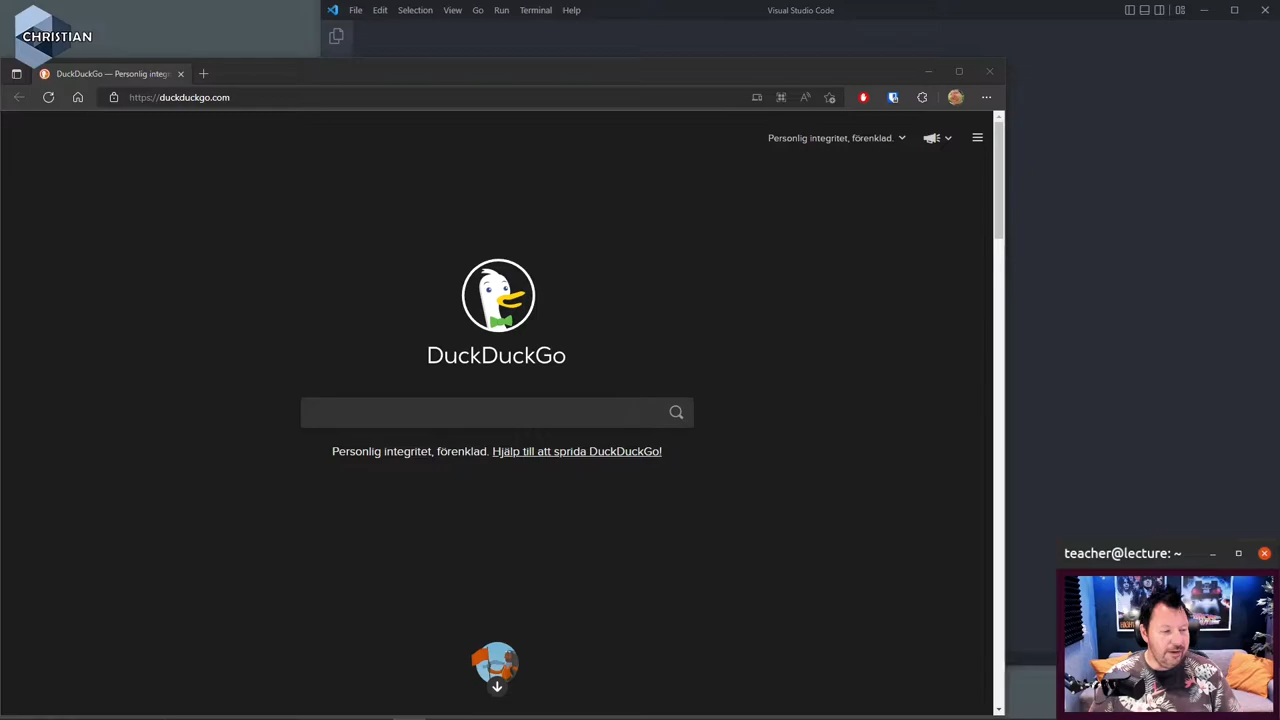 CHRISTIAN
File Edit Selection View Go Run Terminal Help
Visual Studio Code
DuckDuckGo — Personlig integ
https://duckduckgo.com
Personlig integritet, förenklad.
DuckDuckGo
Personlig integritet, förenklad. Hjälp till att sprida DuckDuckGo!
teacher@lecture: ~